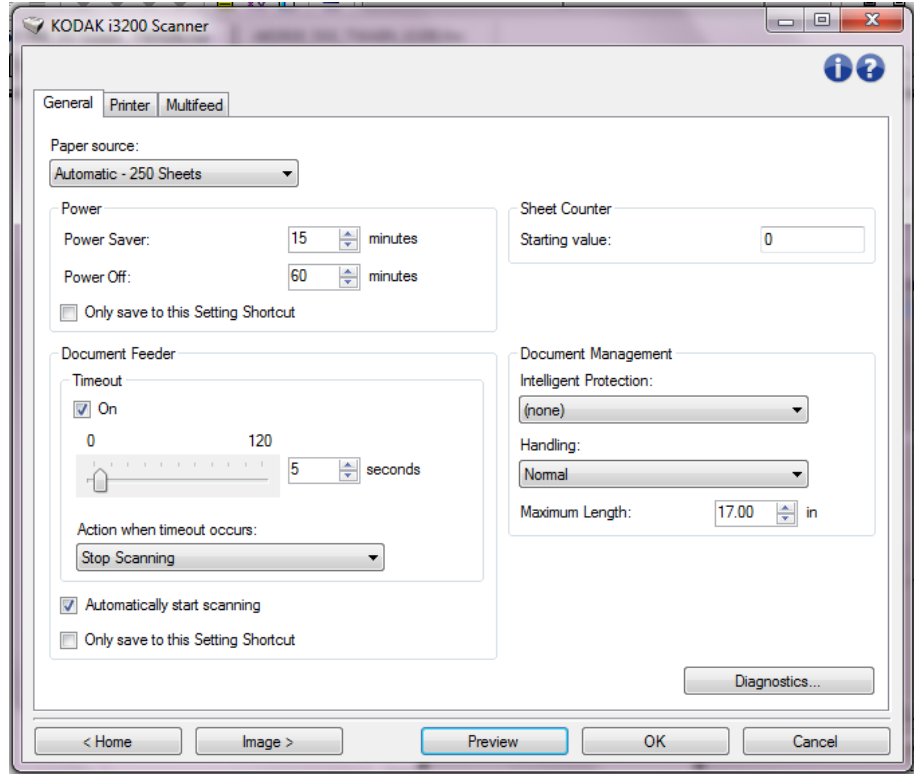 KODAK i3200 Scanner
General Printer Multifeed
Paper source:
Automatic - 250 Sheets
Power
Power Saver: 15 minutes
Power Off: 60 minutes
Only save to this Setting Shortcut
Sheet Counter
Starting value: 0
Document Feeder
Timeout
On
0 120
5 seconds
Action when timeout occurs:
Stop Scanning
Automatically start scanning
Only save to this Setting Shortcut
Document Management
Intelligent Protection:
(none)
Handling:
Normal
Maximum Length: 17.00 in
Diagnostics...
< Home Image > Preview OK Cancel